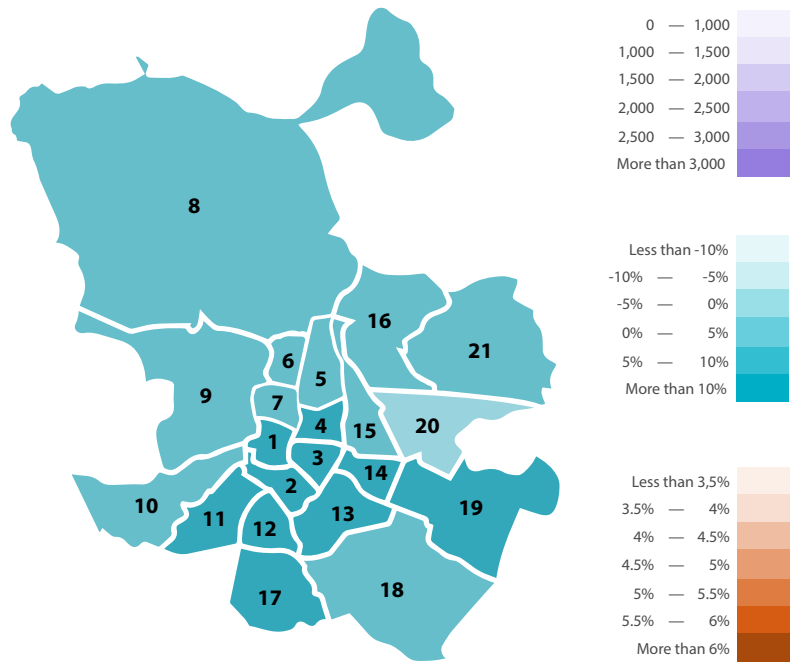 0 — 1,000
1,000 — 1,500
1,500 — 2,000
2,000 — 2,500
2,500 — 3,000
More than 3,000
Less than -10%
-10% — -5%
-5% — 0%
0% — 5%
5% — 10%
More than 10%
Less than 3,5%
3.5% — 4%
4% — 4.5%
4.5% — 5%
5% — 5.5%
5.5% — 6%
More than 6%
8
16
21
6
5
9
7
4
20
15
1
3
14
2
10
19
11
13
12
18
17